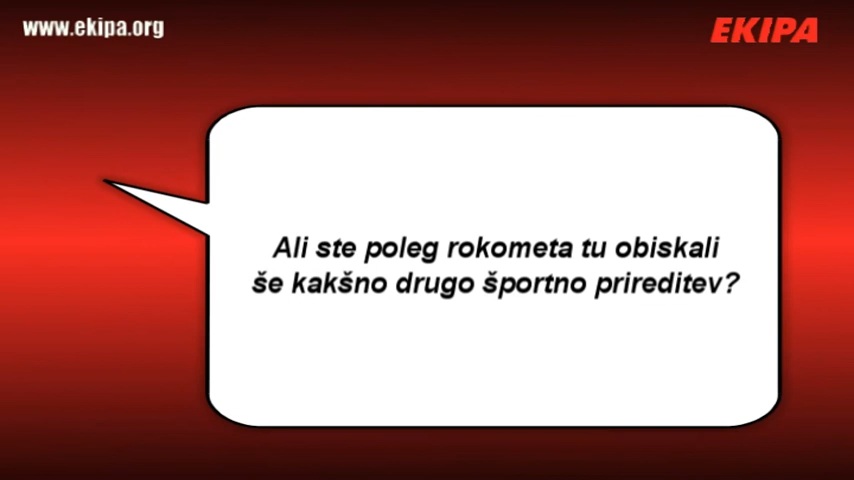 www.ekipa.org
EKIPA
Ali ste poleg rokometa tu obiskali
še kakšno drugo športno prireditev?